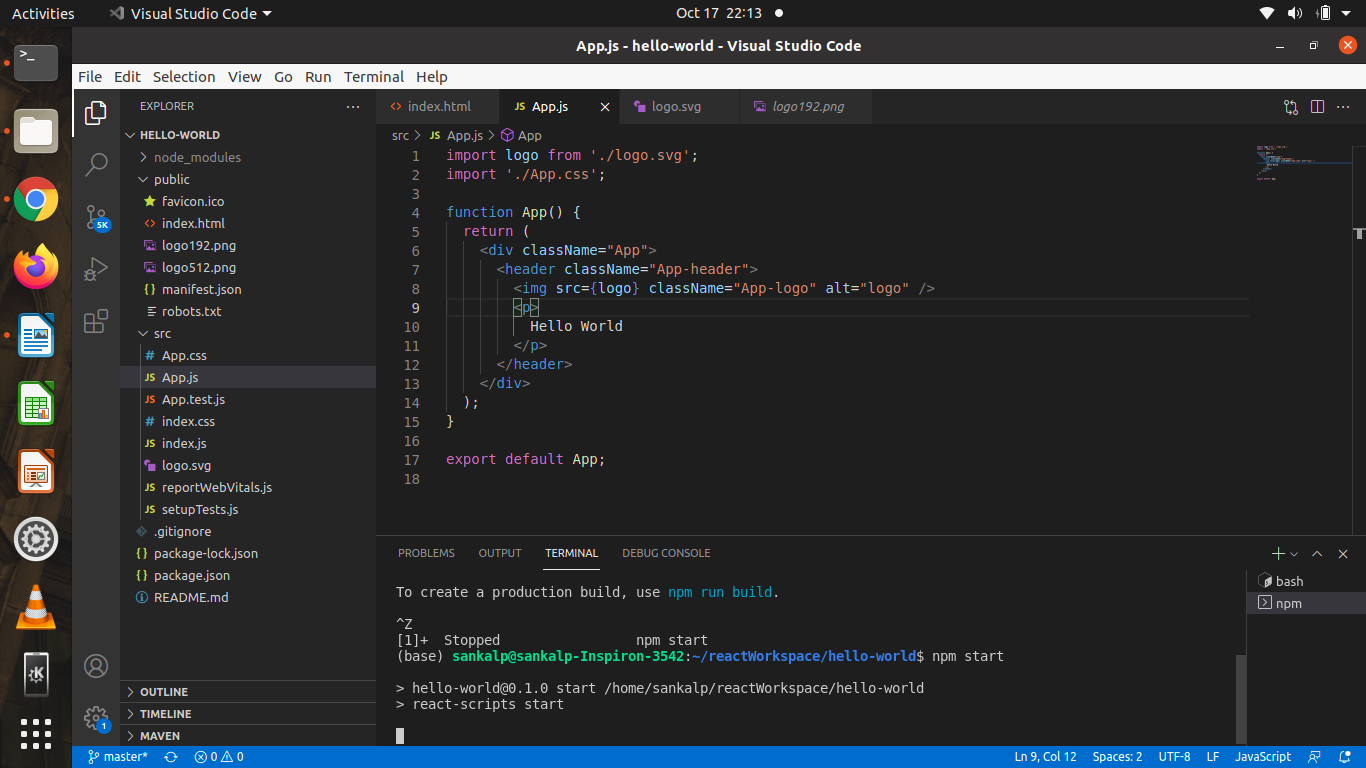 Activities
Visual Studio Code
Oct 17 22:13
App.js - hello-world - Visual Studio Code
File Edit Selection View Go Run Terminal Help
EXPLORER
HELLO-WORLD
node_modules
public
favicon.ico
index.html
logo192.png
logo512.png
manifest.json
robots.txt
src
App.css
App.js
App.test.js
index.css
index.js
logo.svg
reportWebVitals.js
setupTests.js
.gitignore
package-lock.json
package.json
README.md
OUTLINE
TIMELINE
MAVEN
5K
1
index.html App.js logo.svg logo192.png
src > JS App.js > App
1 import logo from './logo.svg';
2 import './App.css';
3
4 function App() {
5 return (
6 <div className="App">
7 <header className="App-header">
8 <img src={logo} className="App-logo" alt="logo" />
9 <p>
10 Hello World
11 </p>
12 </header>
13 </div>
14 );
15 }
16
17 export default App;
18
PROBLEMS OUTPUT TERMINAL DEBUG CONSOLE
To create a production build, use npm run build.
^Z
[1]+ Stopped npm start
(base) sankalp@sankalp-Inspiron-3542:~/reactWorkspace/hello-world$ npm start
> hello-world@0.1.0 start /home/sankalp/reactWorkspace/hello-world
> react-scripts start
bash
npm
master* 0 0 Ln 9, Col 12 Spaces: 2 UTF-8 LF JavaScript